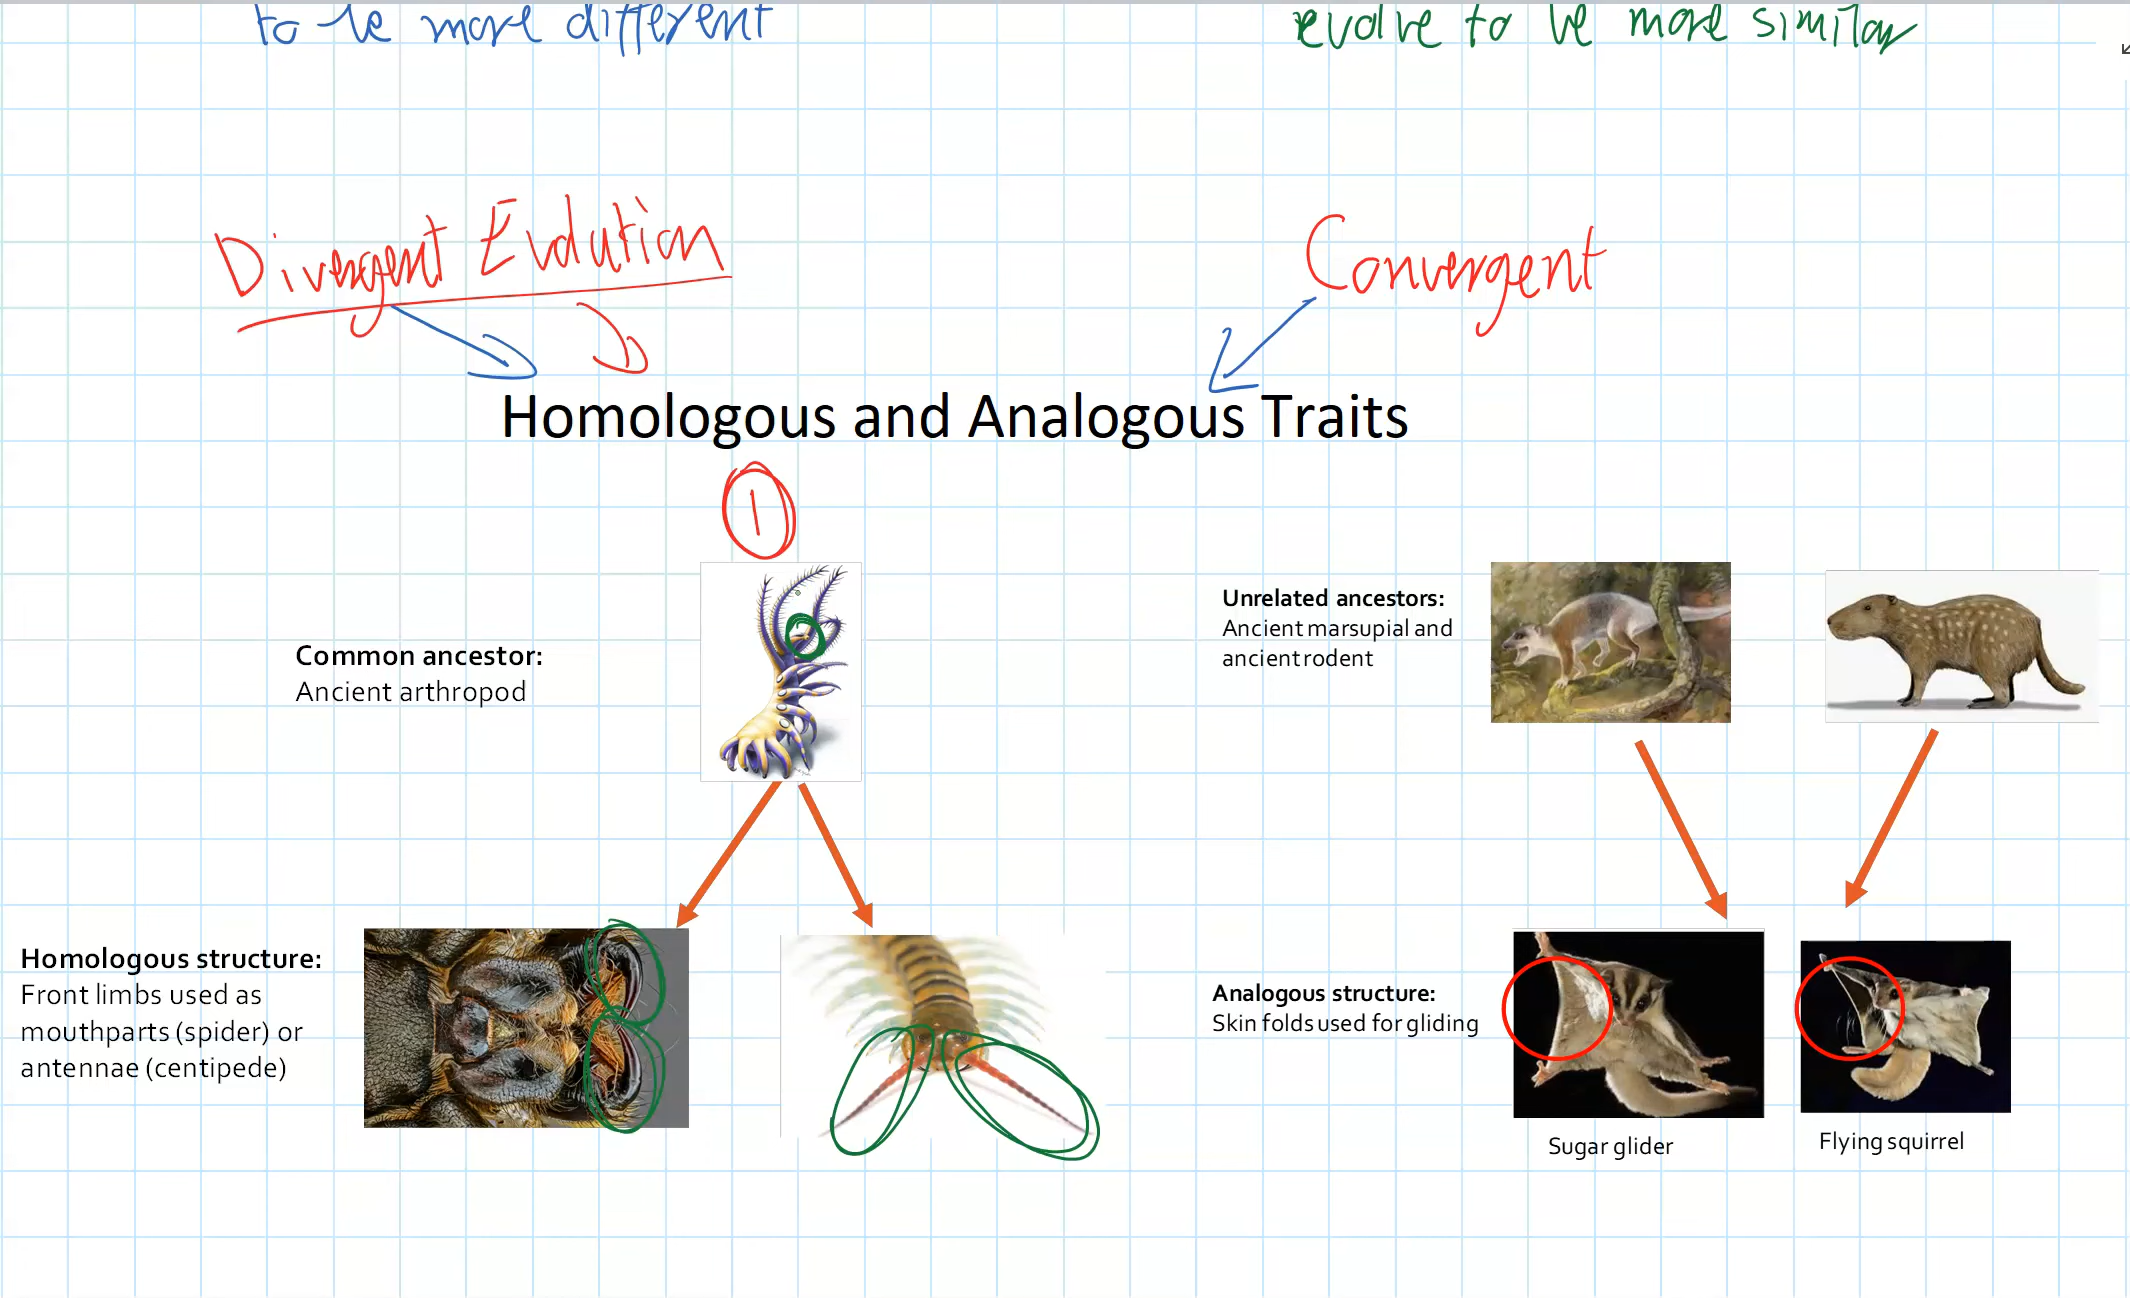 to be more different
evolve to be more similar
Divergent Evolution
Convergent
Homologous and Analogous Traits
1
Common ancestor:
Ancient arthropod
Unrelated ancestors:
Ancient marsupial and
ancient rodent
Homologous structure:
Front limbs used as
mouthparts (spider) or
antennae (centipede)
Analogous structure:
Skin folds used for gliding
Sugar glider
Flying squirrel